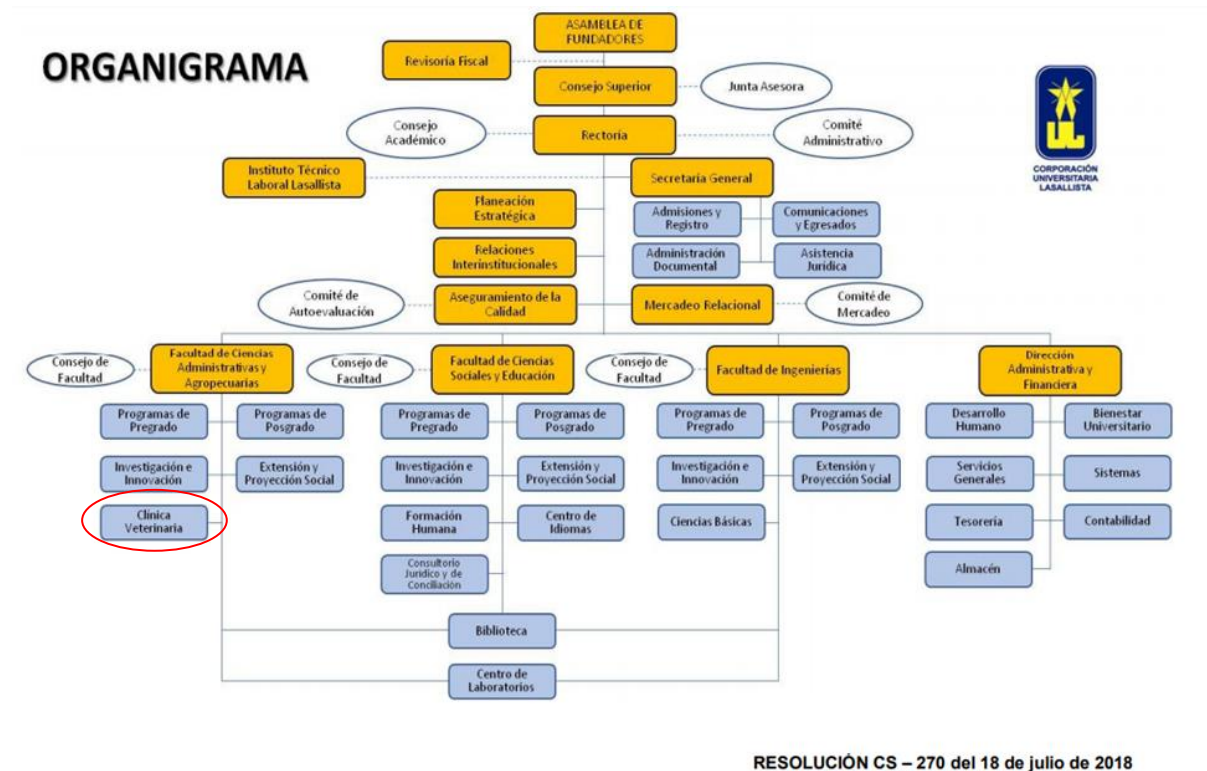 ORGANIGRAMA
ASAMBLEA DE
FUNDADORES
Revisoría Fiscal
Consejo Superior
Junta Asesora
Consejo
Académico
Rectoría
Comité
Administrativo
CORPORACIÓN
UNIVERSITARIA
LASALLISTA
Instituto Técnico
Laboral Lasallista
Secretaría General
Planeación
Estratégica
Admisiones y
Registro
Comunicaciones
y Egresados
Relaciones
Interinstitucionales
Administración
Documental
Asistencia
Jurídica
Comité de
Autoevaluación
Aseguramiento de la
Calidad
Mercadeo Relacional
Comité de
Mercadeo
Consejo de
Facultad
Facultad de Ciencias
Administrativas y
Agropecuarias
Consejo de
Facultad
Facultad de Ciencias
Sociales y Educación
Consejo de
Facultad
Facultad de Ingenierías
Dirección
Administrativa y
Financiera
Programas de
Pregrado
Programas de
Posgrado
Programas de
Pregrado
Programas de
Posgrado
Programas de
Pregrado
Programas de
Posgrado
Desarrollo
Humano
Bienestar
Universitario
Investigación e
Innovación
Extensión y
Proyección Social
Investigación e
Innovación
Extensión y
Proyección Social
Investigación e
Innovación
Extensión y
Proyección Social
Servicios
Generales
Sistemas
Clínica
Veterinaria
Formación
Humana
Centro de
Idiomas
Ciencias Básicas
Tesorería
Contabilidad
Consultorio
Jurídico y de
Conciliación
Almacén
Biblioteca
Centro de
Laboratorios
RESOLUCIÓN CS – 270 del 18 de julio de 2018